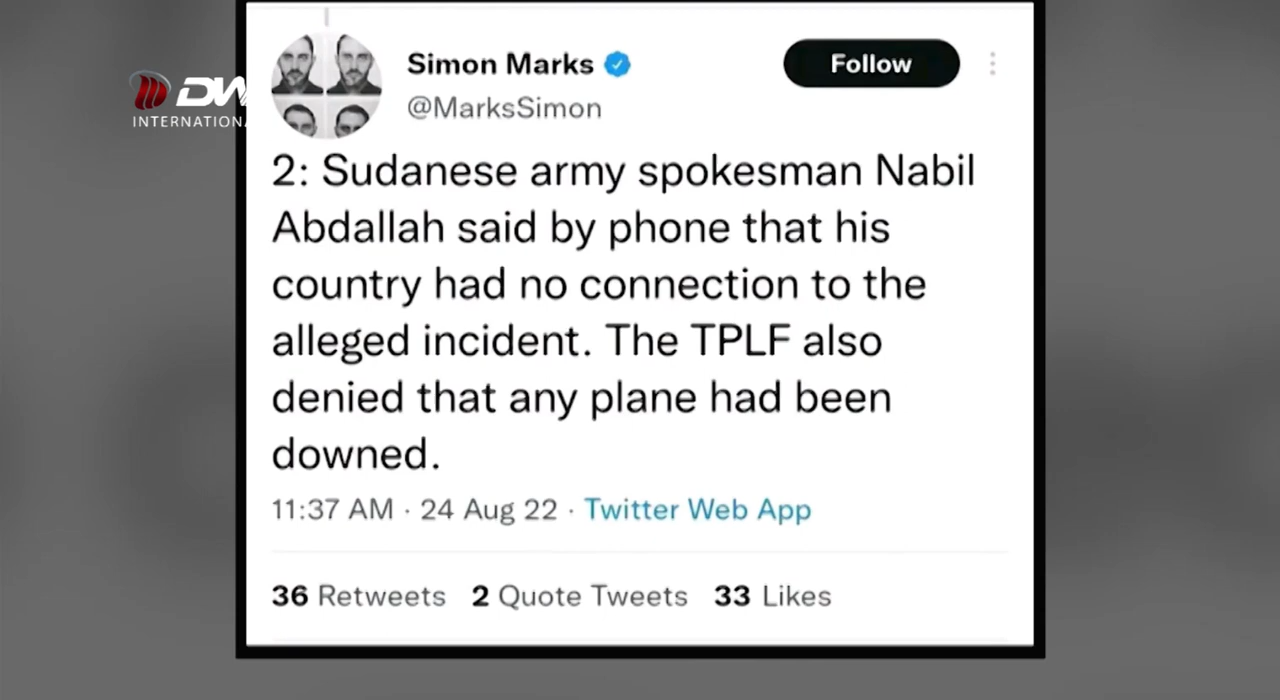 DW
INTERNATIONA
Simon Marks
Follow
@MarksSimon
2: Sudanese army spokesman Nabil
Abdallah said by phone that his
country had no connection to the
alleged incident. The TPLF also
denied that any plane had been
downed.
11:37 AM · 24 Aug 22 · Twitter Web App
36 Retweets 2 Quote Tweets 33 Likes